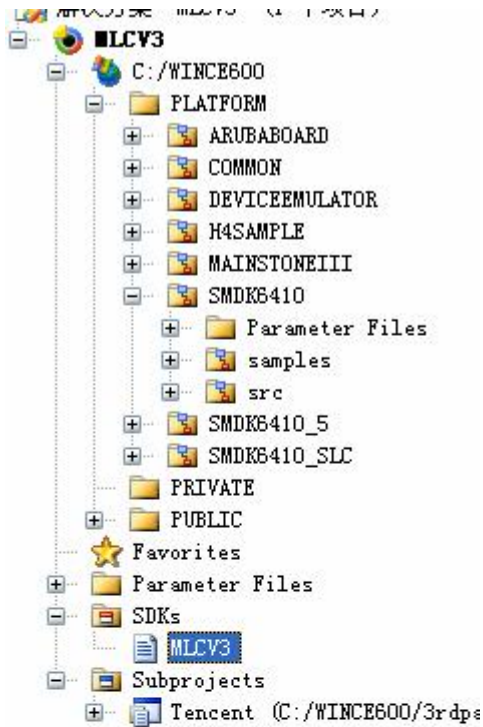 MLCV3
C:/WINCE600
PLATFORM
ARUBABOARD
COMMON
DEVICEEMULATOR
H4SAMPLE
MAINSTONEIII
SMDK6410
Parameter Files
samples
src
SMDK6410_5
SMDK6410_SLC
PRIVATE
PUBLIC
Favorites
Parameter Files
SDKs
MLCV3
Subprojects
Tencent (C:/WINCE600/3rdpa